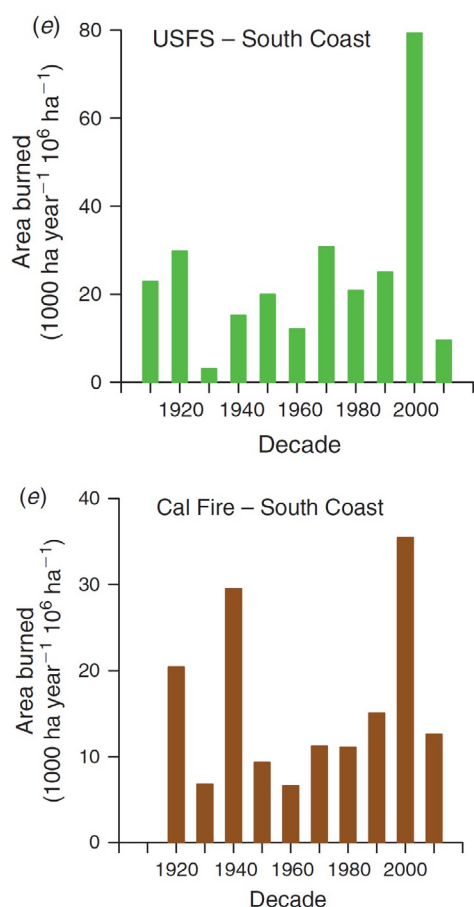 (e)
USFS – South Coast
Area burned
(1000 ha year⁻¹ 10⁶ ha⁻¹)
80
60
40
20
0
1920 1940 1960 1980 2000
Decade
(e)
Cal Fire – South Coast
Area burned
(1000 ha year⁻¹ 10⁶ ha⁻¹)
40
30
20
10
0
1920 1940 1960 1980 2000
Decade